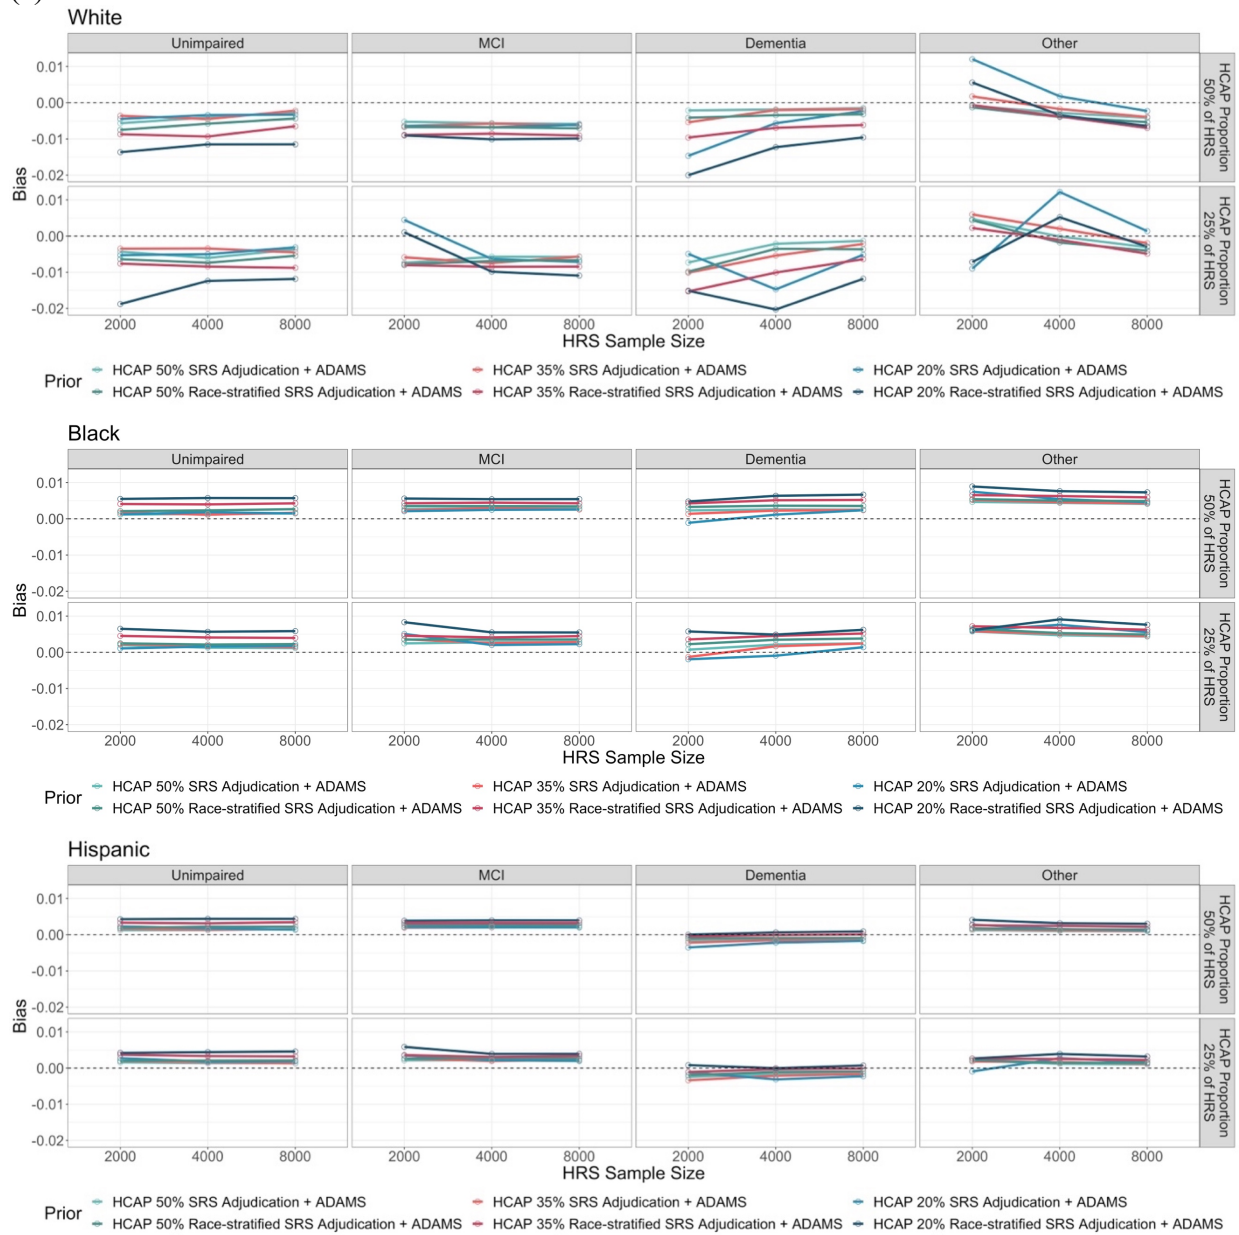 White
Unimpaired MCI Dementia Other
0.01
0.00
-0.01
-0.02
HCAP Proportion
50% of HRS
Bias
0.01
0.00
-0.01
-0.02
HCAP Proportion
25% of HRS
2000 4000 8000 2000 4000 8000 2000 4000 8000 2000 4000 8000
HRS Sample Size
Prior
HCAP 50% SRS Adjudication + ADAMS HCAP 35% SRS Adjudication + ADAMS HCAP 20% SRS Adjudication + ADAMS
HCAP 50% Race-stratified SRS Adjudication + ADAMS HCAP 35% Race-stratified SRS Adjudication + ADAMS HCAP 20% Race-stratified SRS Adjudication + ADAMS
Black
Unimpaired MCI Dementia Other
0.01
0.00
-0.01
-0.02
HCAP Proportion
50% of HRS
Bias
0.01
0.00
-0.01
-0.02
HCAP Proportion
25% of HRS
2000 4000 8000 2000 4000 8000 2000 4000 8000 2000 4000 8000
HRS Sample Size
Prior
HCAP 50% SRS Adjudication + ADAMS HCAP 35% SRS Adjudication + ADAMS HCAP 20% SRS Adjudication + ADAMS
HCAP 50% Race-stratified SRS Adjudication + ADAMS HCAP 35% Race-stratified SRS Adjudication + ADAMS HCAP 20% Race-stratified SRS Adjudication + ADAMS
Hispanic
Unimpaired MCI Dementia Other
0.01
0.00
-0.01
-0.02
HCAP Proportion
50% of HRS
Bias
0.01
0.00
-0.01
-0.02
HCAP Proportion
25% of HRS
2000 4000 8000 2000 4000 8000 2000 4000 8000 2000 4000 8000
HRS Sample Size
Prior
HCAP 50% SRS Adjudication + ADAMS HCAP 35% SRS Adjudication + ADAMS HCAP 20% SRS Adjudication + ADAMS
HCAP 50% Race-stratified SRS Adjudication + ADAMS HCAP 35% Race-stratified SRS Adjudication + ADAMS HCAP 20% Race-stratified SRS Adjudication + ADAMS